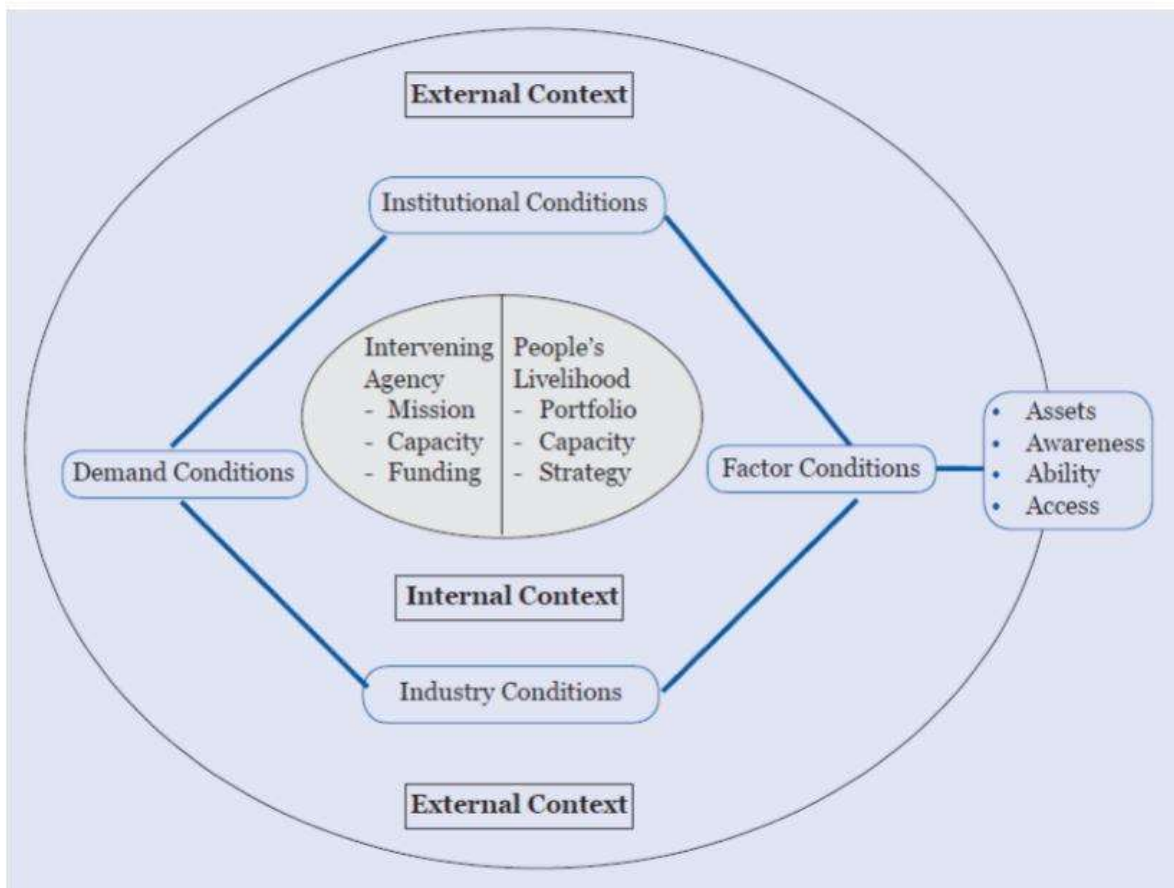 External Context
Institutional Conditions
Intervening
Agency
- Mission
- Capacity
- Funding
People's
Livelihood
- Portfolio
- Capacity
- Strategy
Demand Conditions
Factor Conditions
• Assets
• Awareness
• Ability
• Access
Internal Context
Industry Conditions
External Context